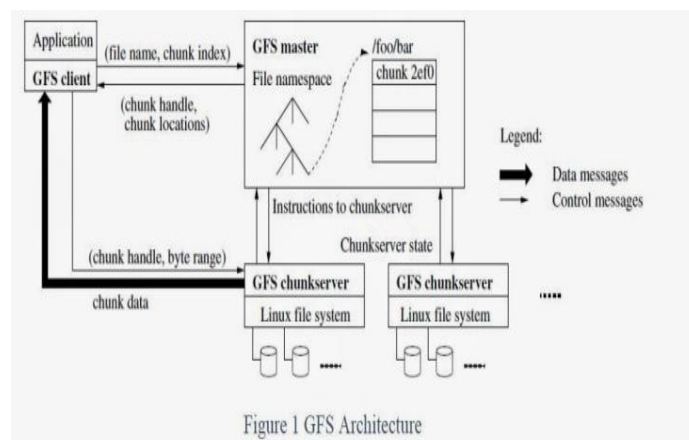 Application
GFS client
(file name, chunk index)
(chunk handle,
chunk locations)
GFS master
File namespace
/foo/bar
chunk 2ef0
Legend:
Data messages
Control messages
Instructions to chunkserver
Chunkserver state
(chunk handle, byte range)
chunk data
GFS chunkserver
Linux file system
GFS chunkserver
Linux file system
Figure 1 GFS Architecture